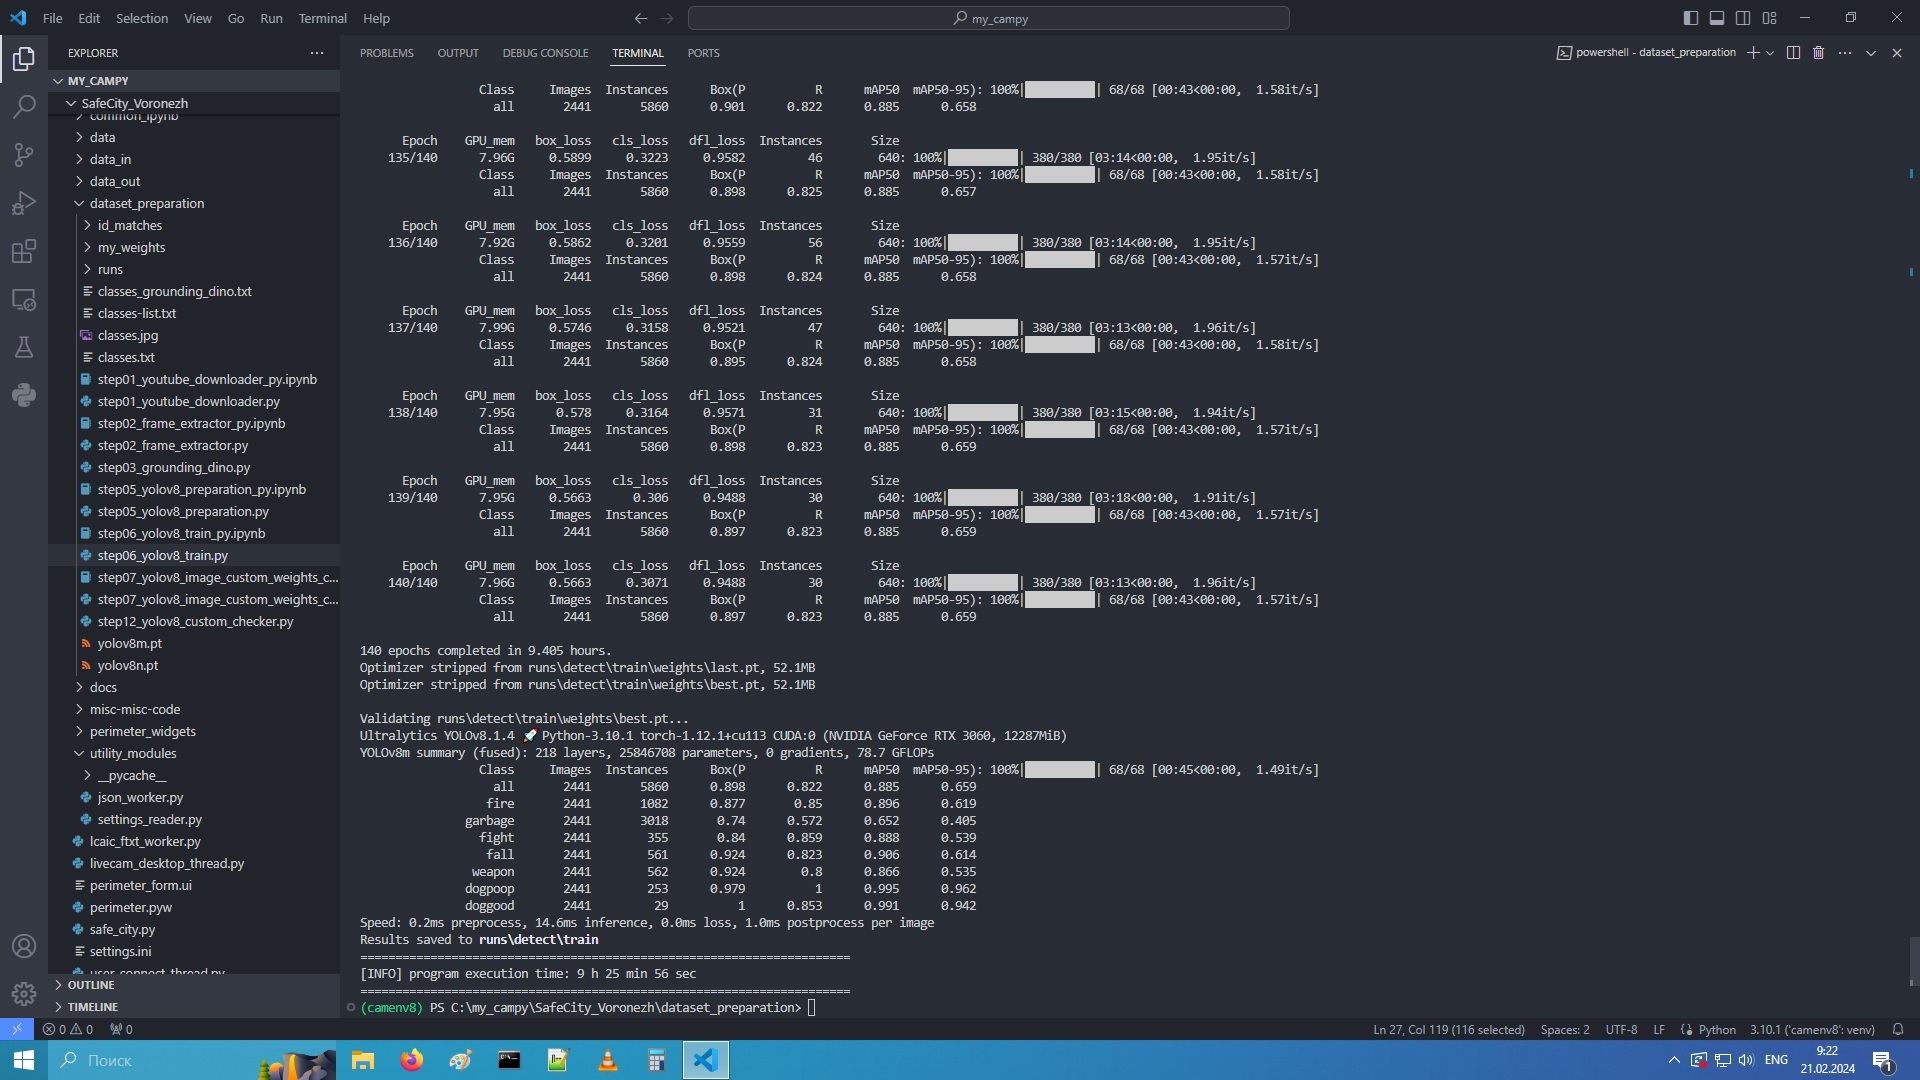 File Edit Selection View Go Run Terminal Help
my_campy
EXPLORER
MY_CAMPY
SafeCity_Voronezh
common_ipynb
data
data_in
data_out
dataset_preparation
id_matches
my_weights
runs
classes_grounding_dino.txt
classes-list.txt
classes.jpg
classes.txt
step01_youtube_downloader_py.ipynb
step01_youtube_downloader.py
step02_frame_extractor_py.ipynb
step02_frame_extractor.py
step03_grounding_dino.py
step05_yolov8_preparation_py.ipynb
step05_yolov8_preparation.py
step06_yolov8_train_py.ipynb
step06_yolov8_train.py
step07_yolov8_image_custom_weights_c...
step07_yolov8_image_custom_weights_c...
step12_yolov8_custom_checker.py
yolov8m.pt
yolov8n.pt
docs
misc-misc-code
perimeter_widgets
utility_modules
__pycache__
json_worker.py
settings_reader.py
lcaic_ftxt_worker.py
livecam_desktop_thread.py
perimeter_form.ui
perimeter.pyw
safe_city.py
settings.ini
user_connect_thread.py
OUTLINE
TIMELINE
PROBLEMS OUTPUT DEBUG CONSOLE TERMINAL PORTS
powershell - dataset_preparation
Class Images Instances Box(P R mAP50 mAP50-95): 100%| | 68/68 [00:43<00:00, 1.58it/s]
all 2441 5860 0.901 0.822 0.885 0.658
Epoch GPU_mem box_loss cls_loss dfl_loss Instances Size
135/140 7.96G 0.5899 0.3223 0.9582 46 640: 100%| | 380/380 [03:14<00:00, 1.95it/s]
Class Images Instances Box(P R mAP50 mAP50-95): 100%| | 68/68 [00:43<00:00, 1.58it/s]
all 2441 5860 0.898 0.825 0.885 0.657
Epoch GPU_mem box_loss cls_loss dfl_loss Instances Size
136/140 7.92G 0.5862 0.3201 0.9559 56 640: 100%| | 380/380 [03:14<00:00, 1.95it/s]
Class Images Instances Box(P R mAP50 mAP50-95): 100%| | 68/68 [00:43<00:00, 1.57it/s]
all 2441 5860 0.898 0.824 0.885 0.658
Epoch GPU_mem box_loss cls_loss dfl_loss Instances Size
137/140 7.99G 0.5746 0.3158 0.9521 47 640: 100%| | 380/380 [03:13<00:00, 1.96it/s]
Class Images Instances Box(P R mAP50 mAP50-95): 100%| | 68/68 [00:43<00:00, 1.58it/s]
all 2441 5860 0.895 0.824 0.885 0.658
Epoch GPU_mem box_loss cls_loss dfl_loss Instances Size
138/140 7.95G 0.578 0.3164 0.9571 31 640: 100%| | 380/380 [03:15<00:00, 1.94it/s]
Class Images Instances Box(P R mAP50 mAP50-95): 100%| | 68/68 [00:43<00:00, 1.57it/s]
all 2441 5860 0.898 0.823 0.885 0.659
Epoch GPU_mem box_loss cls_loss dfl_loss Instances Size
139/140 7.95G 0.5663 0.306 0.9488 30 640: 100%| | 380/380 [03:18<00:00, 1.91it/s]
Class Images Instances Box(P R mAP50 mAP50-95): 100%| | 68/68 [00:43<00:00, 1.57it/s]
all 2441 5860 0.897 0.823 0.885 0.659
Epoch GPU_mem box_loss cls_loss dfl_loss Instances Size
140/140 7.96G 0.5663 0.3071 0.9488 30 640: 100%| | 380/380 [03:13<00:00, 1.96it/s]
Class Images Instances Box(P R mAP50 mAP50-95): 100%| | 68/68 [00:43<00:00, 1.57it/s]
all 2441 5860 0.897 0.823 0.885 0.659
140 epochs completed in 9.405 hours.
Optimizer stripped from runs\detect\train\weights\last.pt, 52.1MB
Optimizer stripped from runs\detect\train\weights\best.pt, 52.1MB
Validating runs\detect\train\weights\best.pt...
Ultralytics YOLOv8.1.4 🚀 Python-3.10.1 torch-1.12.1+cu113 CUDA:0 (NVIDIA GeForce RTX 3060, 12287MiB)
YOLOv8m summary (fused): 218 layers, 25846708 parameters, 0 gradients, 78.7 GFLOPs
Class Images Instances Box(P R mAP50 mAP50-95): 100%| | 68/68 [00:45<00:00, 1.49it/s]
all 2441 5860 0.898 0.822 0.885 0.659
fire 2441 1082 0.877 0.85 0.896 0.619
garbage 2441 3018 0.74 0.572 0.652 0.405
fight 2441 355 0.84 0.859 0.888 0.539
fall 2441 561 0.924 0.823 0.906 0.614
weapon 2441 562 0.924 0.8 0.866 0.535
dogpoop 2441 253 0.979 1 0.995 0.962
doggood 2441 29 1 0.853 0.991 0.942
Speed: 0.2ms preprocess, 14.6ms inference, 0.0ms loss, 1.0ms postprocess per image
Results saved to runs\detect\train
======================================================================
[INFO] program execution time: 9 h 25 min 56 sec
======================================================================
(camenv8) PS C:\my_campy\SafeCity_Voronezh\dataset_preparation>
0 0 0 Ln 27, Col 119 (116 selected) Spaces: 2 UTF-8 LF Python 3.10.1 ('camenv8': venv)
Поиск
ENG
9:22
21.02.2024
1